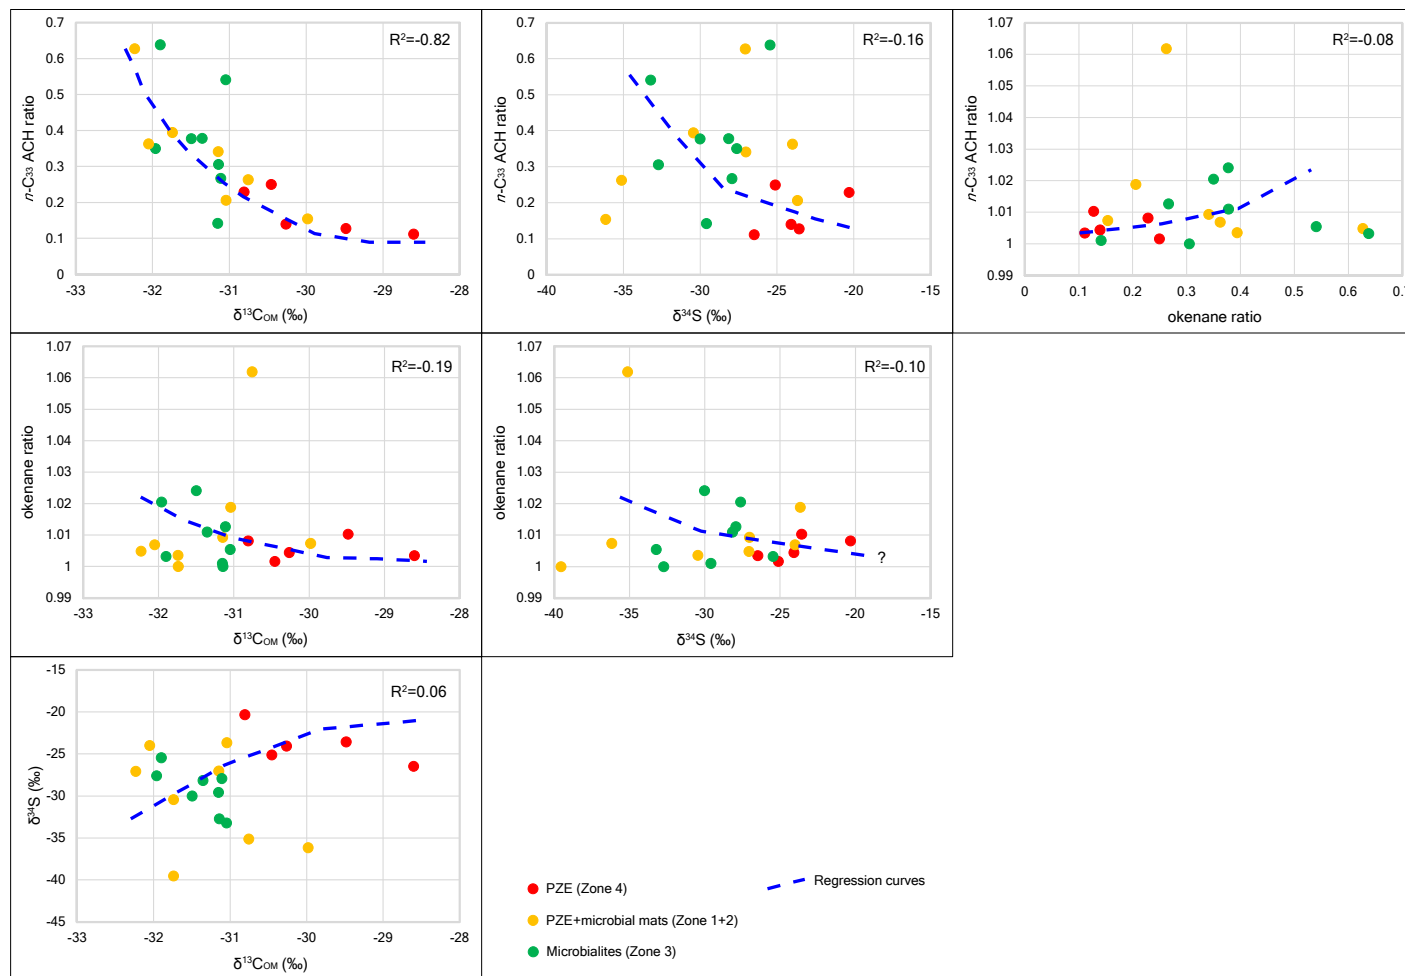 0.7
0.6
0.5
0.4
0.3
0.2
0.1
0
n-C33 ACH ratio
R²=-0.82
-33 -32 -31 -30 -29 -28
δ¹³COM (‰)
0.7
0.6
0.5
0.4
0.3
0.2
0.1
0
n-C33 ACH ratio
R²=-0.16
-40 -35 -30 -25 -20 -15
δ³⁴S (‰)
1.07
1.06
1.05
1.04
1.03
1.02
1.01
1
0.99
n-C33 ACH ratio
R²=-0.08
0 0.1 0.2 0.3 0.4 0.5 0.6 0.7
okenane ratio
1.07
1.06
1.05
1.04
1.03
1.02
1.01
1
0.99
okenane ratio
R²=-0.19
-33 -32 -31 -30 -29 -28
δ¹³COM (‰)
1.07
1.06
1.05
1.04
1.03
1.02
1.01
1
0.99
okenane ratio
R²=-0.10
?
-40 -35 -30 -25 -20 -15
δ³⁴S (‰)
-15
-20
-25
-30
-35
-40
-45
δ³⁴S (‰)
R²=0.06
-33 -32 -31 -30 -29 -28
δ¹³COM (‰)
PZE (Zone 4)
Regression curves
PZE+microbial mats (Zone 1+2)
Microbialites (Zone 3)